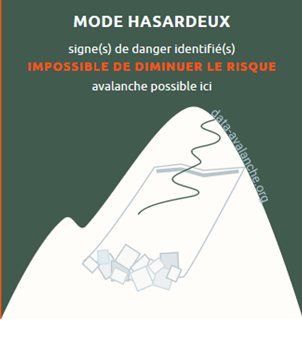 MODE HASARDEUX
signe(s) de danger identifié(s)
IMPOSSIBLE DE DIMINUER LE RISQUE
avalanche possible ici
data-avalanche.org